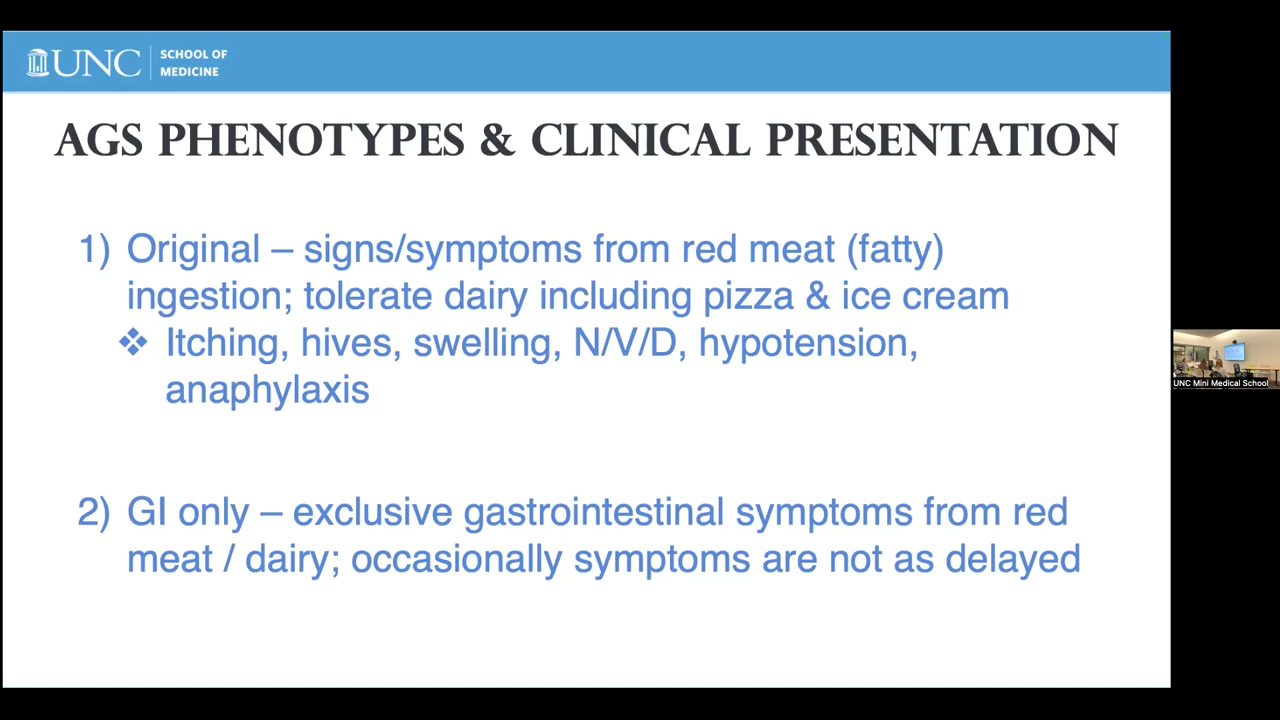 UNC
SCHOOL OF
MEDICINE
AGS PHENOTYPES & CLINICAL PRESENTATION
1) Original – signs/symptoms from red meat (fatty)
ingestion; tolerate dairy including pizza & ice cream
❖ Itching, hives, swelling, N/V/D, hypotension,
anaphylaxis
2) GI only – exclusive gastrointestinal symptoms from red
meat / dairy; occasionally symptoms are not as delayed
UNC Mini Medical School